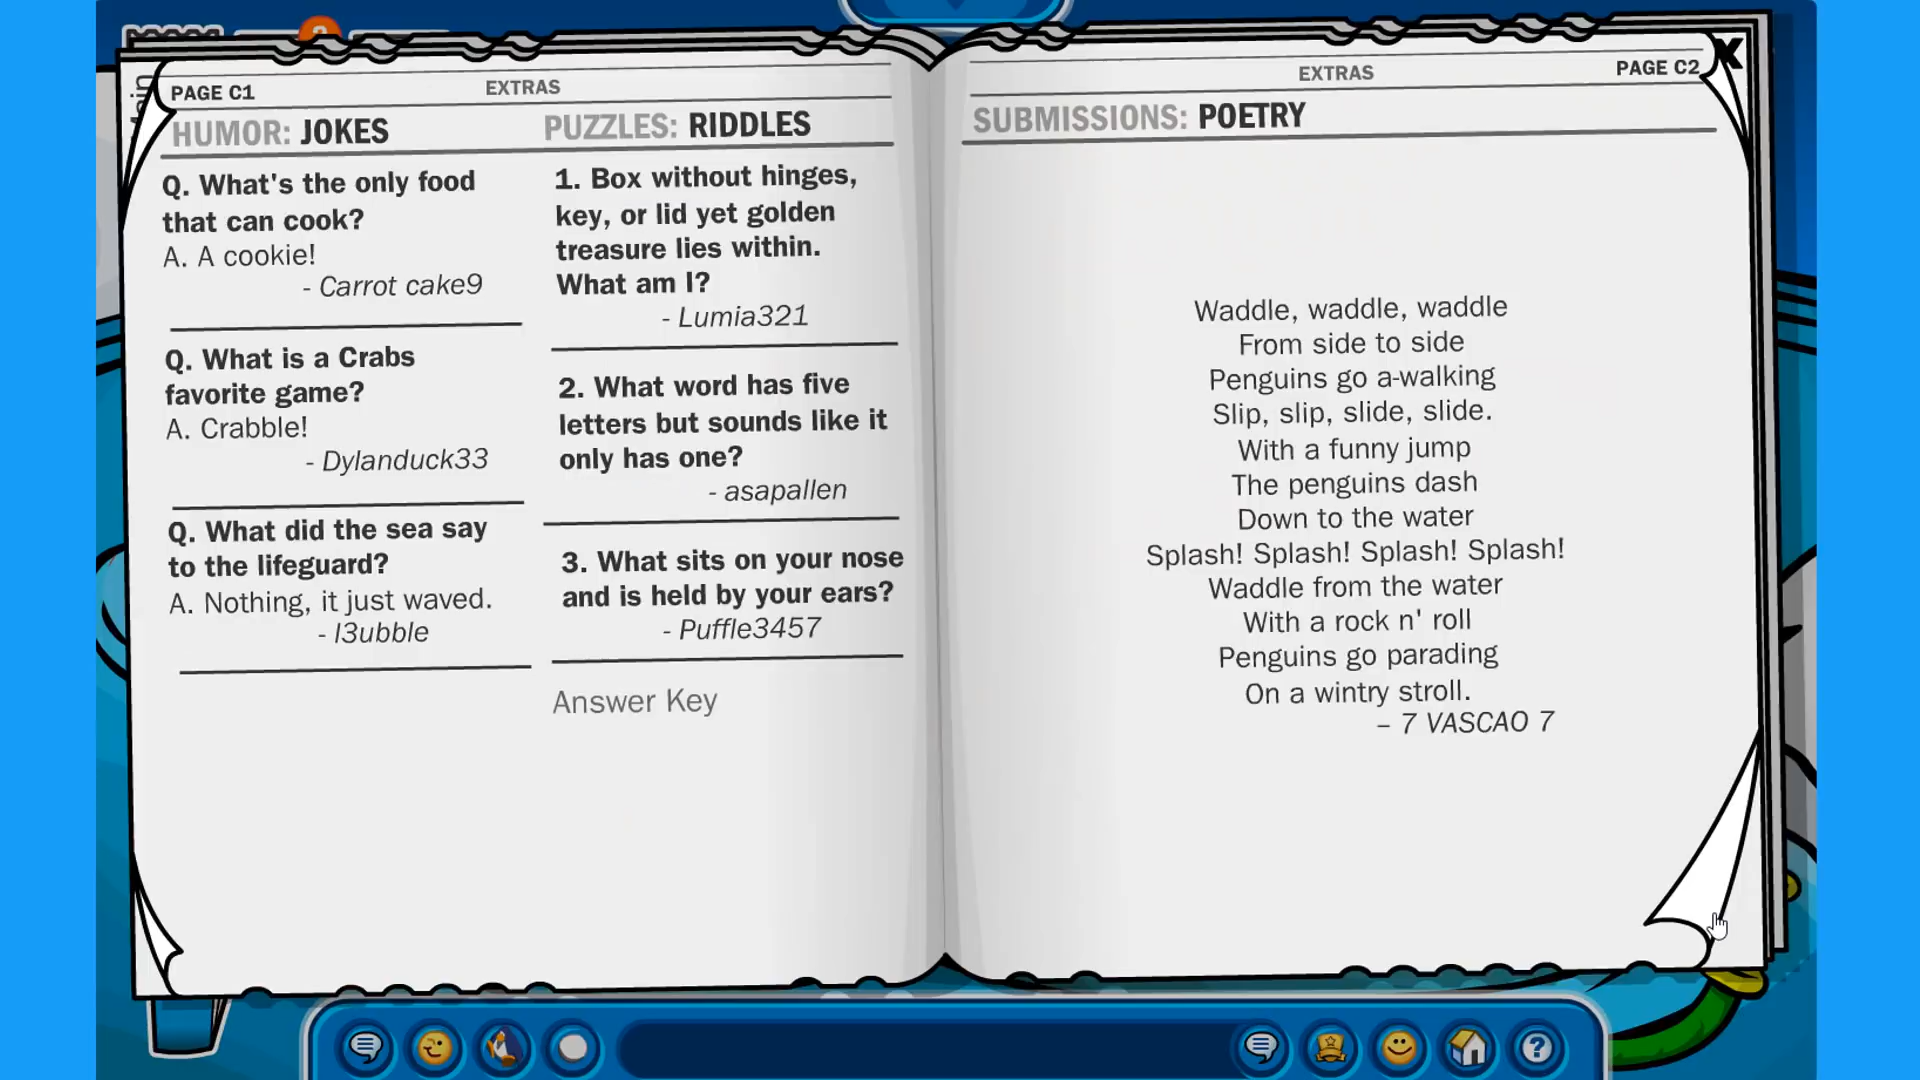 PAGE C1
EXTRAS
HUMOR: JOKES
Q. What's the only food
that can cook?
A. A cookie!
- Carrot cake9
Q. What is a Crabs
favorite game?
A. Crabble!
- Dylanduck33
Q. What did the sea say
to the lifeguard?
A. Nothing, it just waved.
- I3ubble
PUZZLES: RIDDLES
1. Box without hinges,
key, or lid yet golden
treasure lies within.
What am I?
- Lumia321
2. What word has five
letters but sounds like it
only has one?
- asapallen
3. What sits on your nose
and is held by your ears?
- Puffle3457
Answer Key
EXTRAS
PAGE C2
X
SUBMISSIONS: POETRY
Waddle, waddle, waddle
From side to side
Penguins go a-walking
Slip, slip, slide, slide.
With a funny jump
The penguins dash
Down to the water
Splash! Splash! Splash! Splash!
Waddle from the water
With a rock n' roll
Penguins go parading
On a wintry stroll.
– 7 VASCAO 7
?